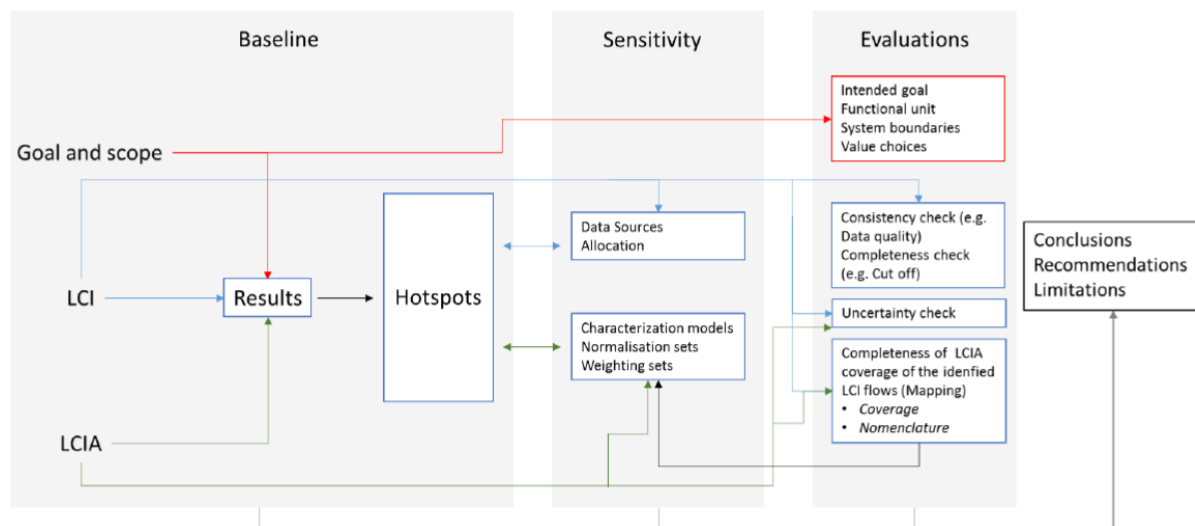 Baseline
Sensitivity
Evaluations
Goal and scope
LCI
LCIA
Results
Hotspots
Data Sources
Allocation
Characterization models
Normalisation sets
Weighting sets
Intended goal
Functional unit
System boundaries
Value choices
Consistency check (e.g.
Data quality)
Completeness check
(e.g. Cut off)
Uncertainty check
Completeness of LCIA
coverage of the idenfied
LCI flows (Mapping)
• Coverage
• Nomenclature
Conclusions
Recommendations
Limitations